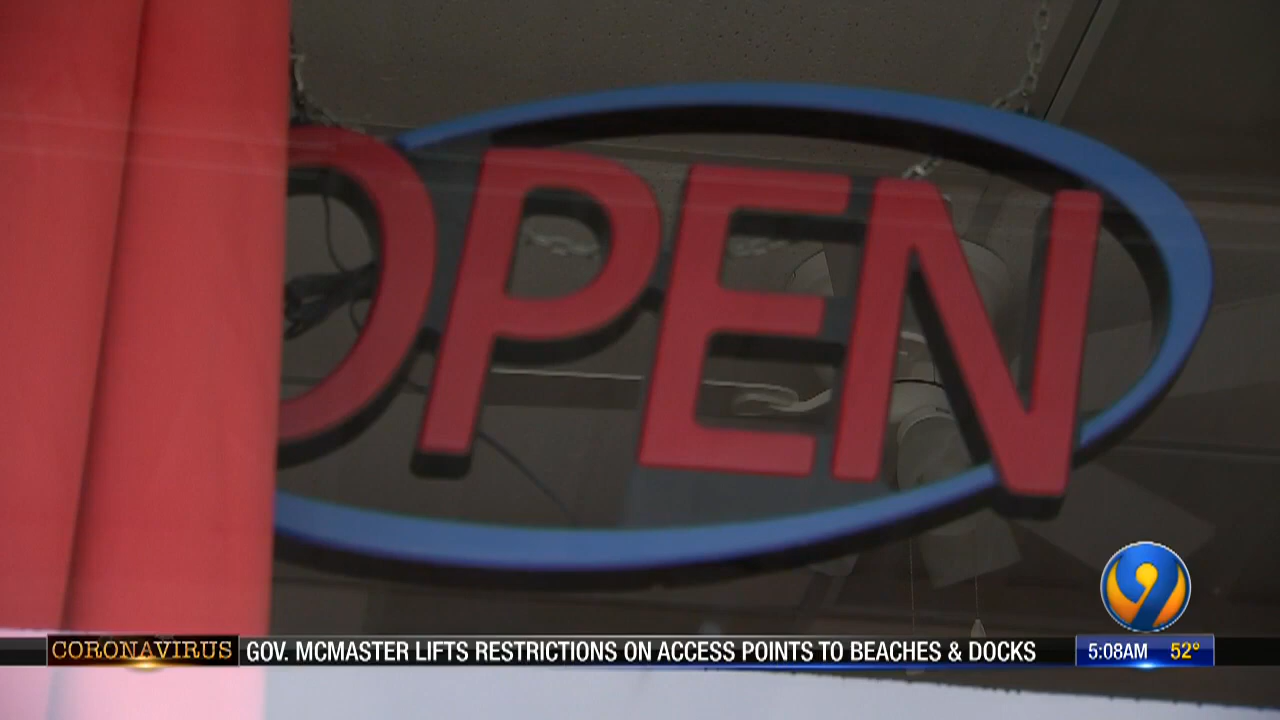 OPEN
9
CORONAVIRUS GOV. MCMASTER LIFTS RESTRICTIONS ON ACCESS POINTS TO BEACHES & DOCKS 5:08AM 52°